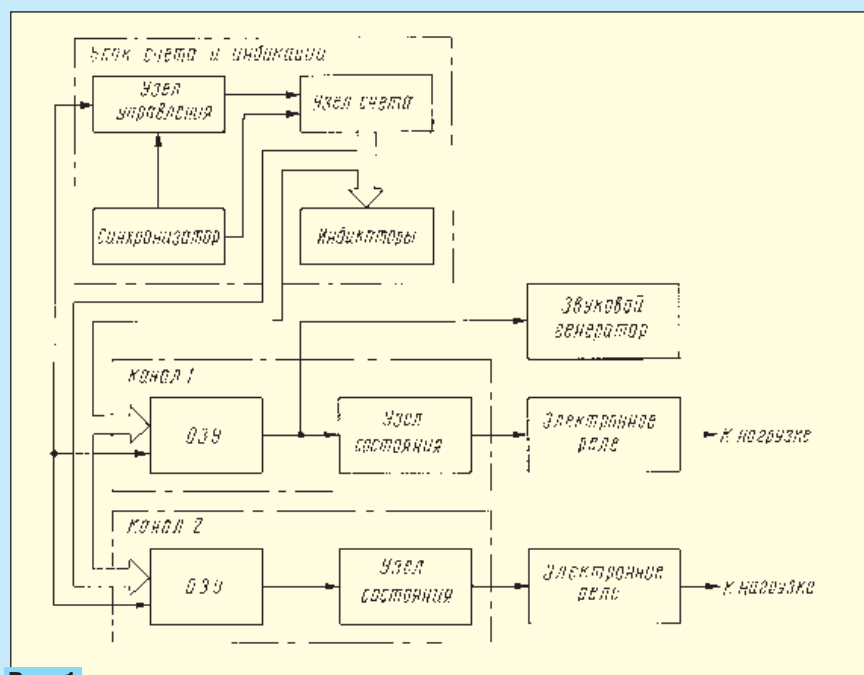 Блок счета и индикации
Узел
управления
Узел счета
Синхронизатор
Индикаторы
Звуковой
генератор
Канал 1
ОЗУ
Узел
состояния
Электронное
реле
К нагрузке
Канал 2
ОЗУ
Узел
состояния
Электронное
реле
К нагрузке